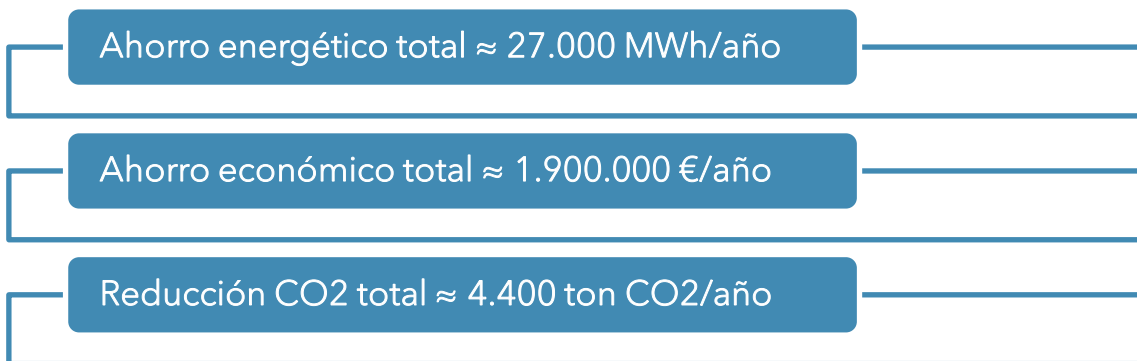 Ahorro energético total ≈ 27.000 MWh/año
Ahorro económico total ≈ 1.900.000 €/año
Reducción CO2 total ≈ 4.400 ton CO2/año